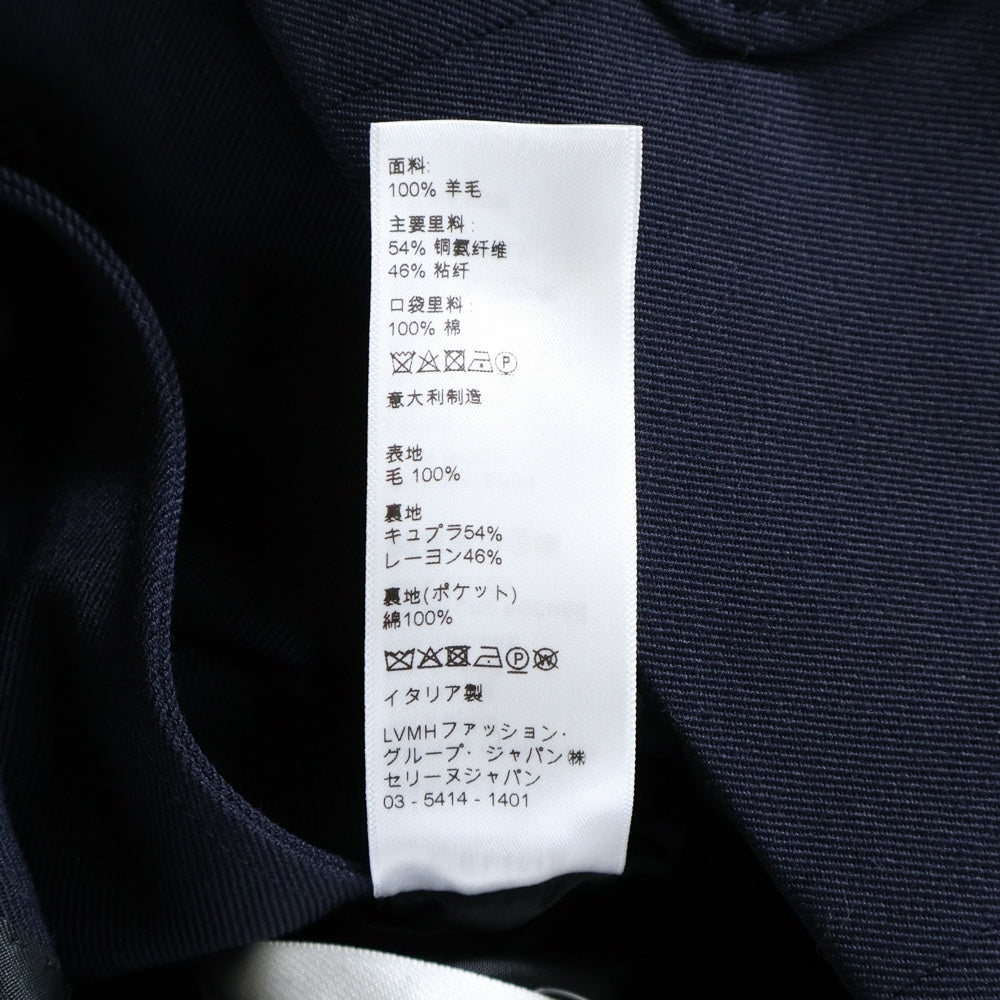 面料:
100% 羊毛
主要里料:
54% 铜氨纤维
46% 粘纤
口袋里料:
100% 棉
P
意大利制造
表地
毛 100%
裏地
キュプラ54%
レーヨン46%
裏地(ポケット)
綿100%
P W
イタリア製
LVMHファッション・
グループ・ジャパン㈱
セリーヌジャパン
03 - 5414 - 1401